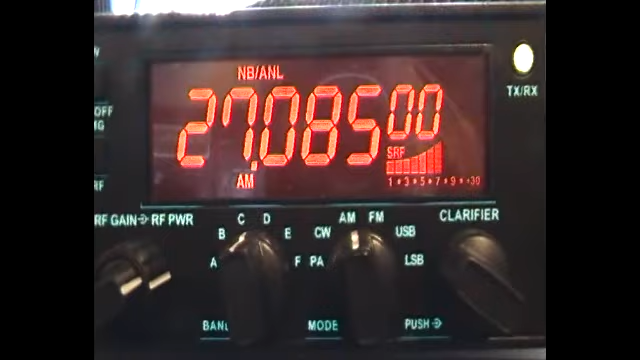 NB/ANL
27.08500
TX/RX
OFF
SRF
1•3•5•7•9•+30
AM
RF GAIN RF PWR
C D AM FM CLARIFIER
B E CW USB
A F PA LSB
MODE PUSH